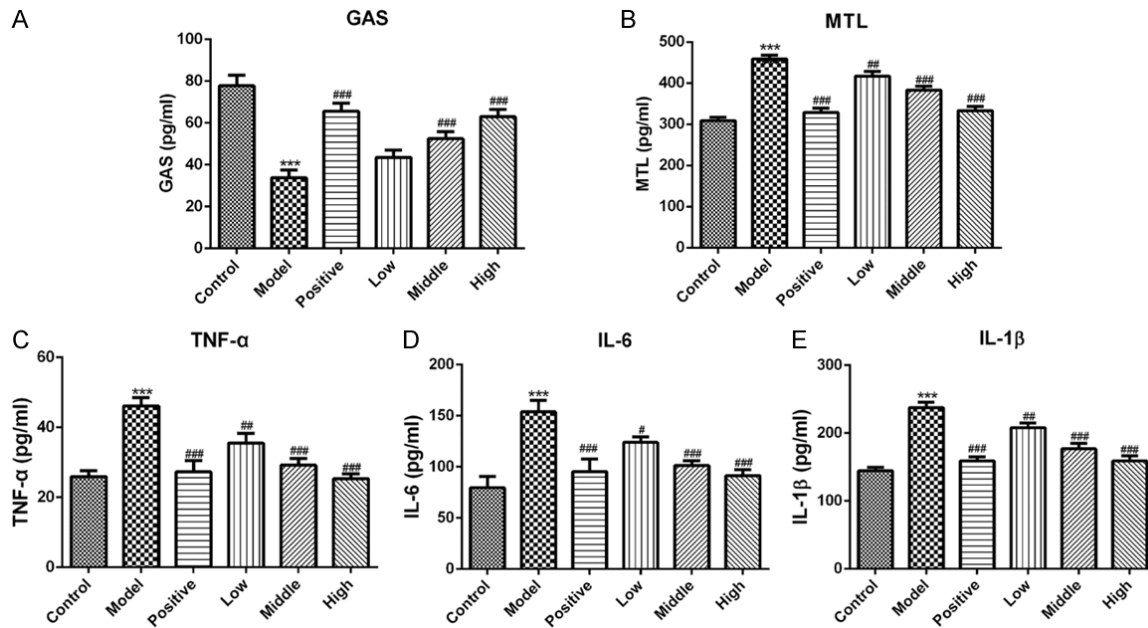 A
GAS
GAS (pg/ml)
100
80
60
40
20
0
***
###
###
###
Control
Model
Positive
Low
Middle
High
B
MTL
MTL (pg/ml)
500
400
300
200
100
0
***
###
##
###
###
Control
Model
Positive
Low
Middle
High
C
TNF-α
TNF-α (pg/ml)
60
40
20
0
***
###
##
###
###
Control
Model
Positive
Low
Middle
High
D
IL-6
IL-6 (pg/ml)
200
150
100
50
0
***
###
#
###
###
Control
Model
Positive
Low
Middle
High
E
IL-1β
IL-1β (pg/ml)
300
200
100
0
***
###
##
###
###
Control
Model
Positive
Low
Middle
High